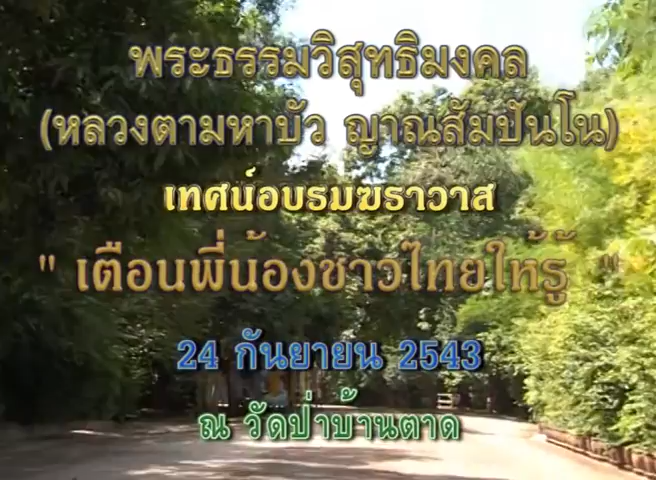 พระธรรมวิสุทธิมงคล
(หลวงตามหาบัว ญาณสัมปันโน)
เทศน์อบรมฆราวาส
" เตือนพี่น้องชาวไทยให้รู้ "
24 กันยายน 2543
ณ วัดป่าบ้านตาด